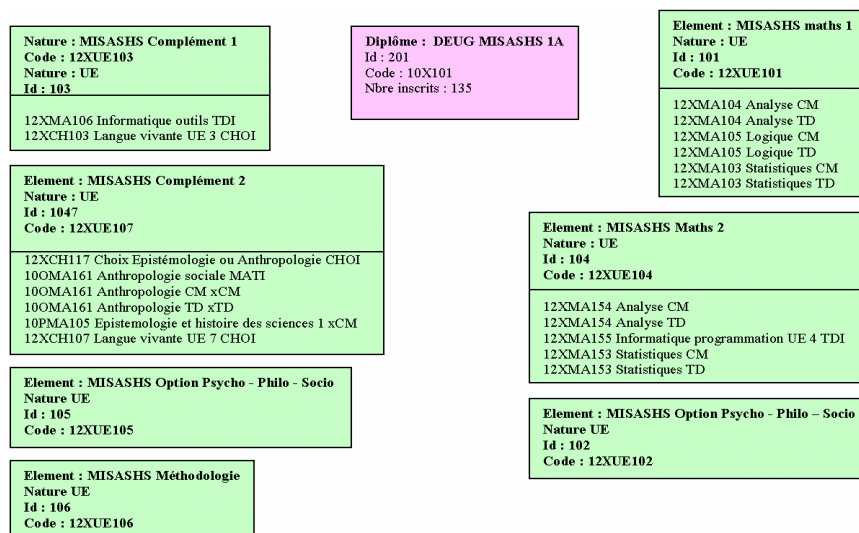 Nature : MISASHS Complément 1
Code : 12XUE103
Nature : UE
Id : 103
12XMA106 Informatique outils TDI
12XCH103 Langue vivante UE 3 CHOI
Diplôme : DEUG MISASHS 1A
Id : 201
Code : 10X101
Nbre inscrits : 135
Element : MISASHS maths 1
Nature : UE
Id : 101
Code : 12XUE101
12XMA104 Analyse CM
12XMA104 Analyse TD
12XMA105 Logique CM
12XMA105 Logique TD
12XMA103 Statistiques CM
12XMA103 Statistiques TD
Element : MISASHS Complément 2
Nature : UE
Id : 1047
Code : 12XUE107
12XCH117 Choix Epistémologie ou Anthropologie CHOI
10OMA161 Anthropologie sociale MATI
10OMA161 Anthropologie CM xCM
10OMA161 Anthropologie TD xTD
10PMA105 Epistemologie et histoire des sciences 1 xCM
12XCH107 Langue vivante UE 7 CHOI
Element : MISASHS Maths 2
Nature : UE
Id : 104
Code : 12XUE104
12XMA154 Analyse CM
12XMA154 Analyse TD
12XMA155 Informatique programmation UE 4 TDI
12XMA153 Statistiques CM
12XMA153 Statistiques TD
Element : MISASHS Option Psycho - Philo - Socio
Nature UE
Id : 105
Code : 12XUE105
Element : MISASHS Option Psycho - Philo – Socio
Nature UE
Id : 102
Code : 12XUE102
Element : MISASHS Méthodologie
Nature UE
Id : 106
Code : 12XUE106